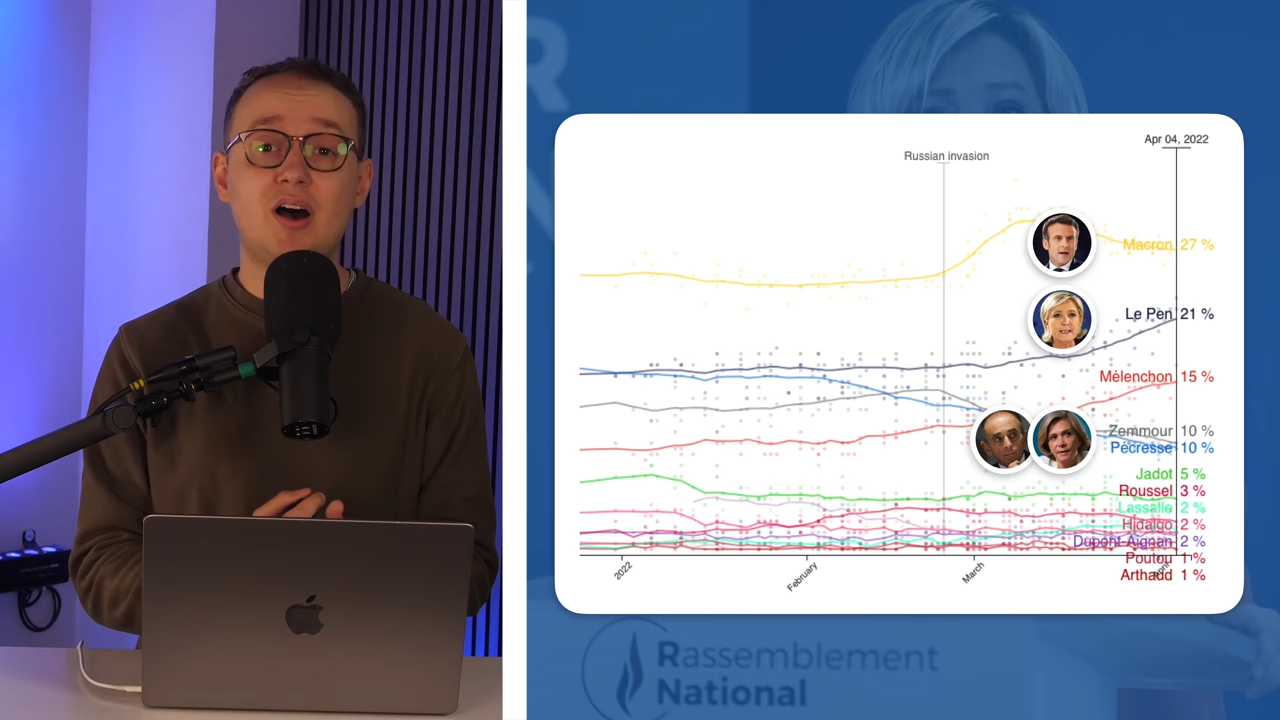 R
N
Apr 04, 2022
Russian invasion
Macron 27 %
Le Pen 21 %
Mélenchon 15 %
Zemmour 10 %
Pécresse 10 %
Jadot 5 %
Roussel 3 %
Lassalle 2 %
Hidalgo 2 %
Dupont-Aignan 2 %
Poutou 1 %
Arthaud 1 %
2022 February March April
Rassemblement
National